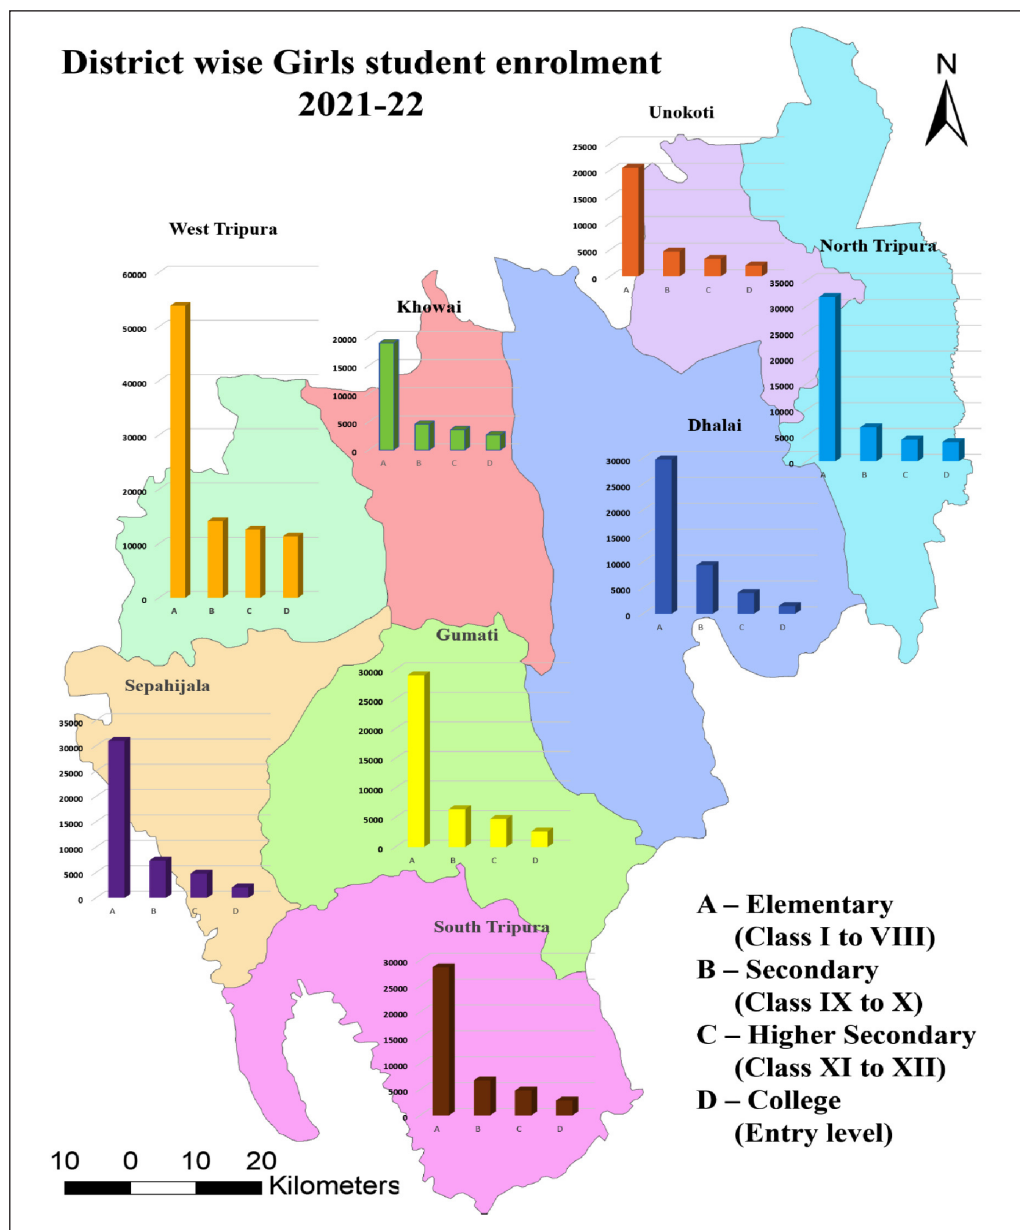 District wise Girls student enrolment
2021-22
N
Unokoti
25000
20000
15000
10000
5000
0
A B C D
West Tripura
60000
50000
40000
30000
20000
10000
0
A B C D
North Tripura
35000
30000
25000
20000
15000
10000
5000
0
A B C D
Khowai
20000
15000
10000
5000
0
A B C D
Dhalai
30000
25000
20000
15000
10000
5000
0
A B C D
Gumati
30000
25000
20000
15000
10000
5000
0
A B C D
Sepahijala
35000
30000
25000
20000
15000
10000
5000
0
A B C D
South Tripura
30000
25000
20000
15000
10000
5000
0
A B C D
A – Elementary
(Class I to VIII)
B – Secondary
(Class IX to X)
C – Higher Secondary
(Class XI to XII)
D – College
(Entry level)
10 0 10 20
Kilometers